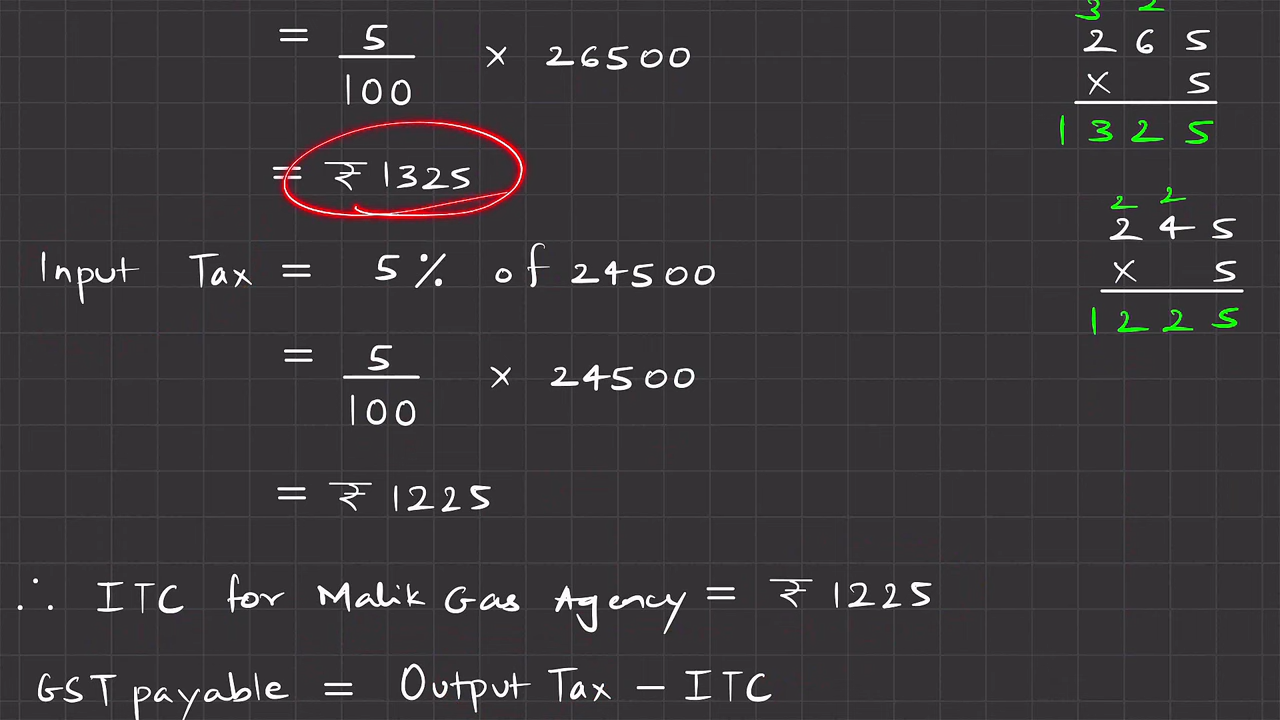 = 5/100 × 26500
= ₹ 1325
Input Tax = 5% of 24500
= 5/100 × 24500
= ₹ 1225
∴ ITC for Malik Gas Agency = ₹ 1225
GST payable = Output Tax – ITC
3 2
2 6 5
× 5
1 3 2 5
2 2
2 4 5
× 5
1 2 2 5